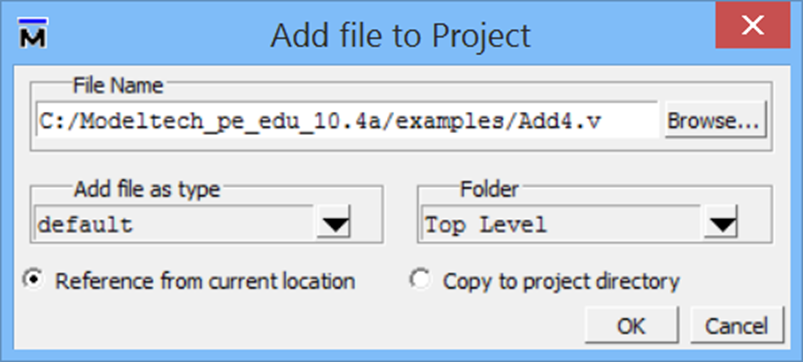 Add file to Project
File Name
C:/Modeltech_pe_edu_10.4a/examples/Add4.v Browse...
Add file as type Folder
default Top Level
Reference from current location Copy to project directory
OK Cancel